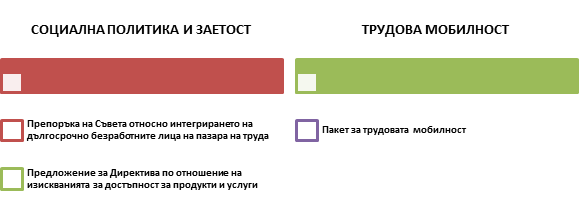 СОЦИАЛНА ПОЛИТИКА И ЗАЕТОСТ
ТРУДОВА МОБИЛНОСТ
Препоръка на Съвета относно интегрирането на
дългосрочно безработните лица на пазара на труда
Пакет за трудовата мобилност
Предложение за Директива по отношение на
изискванията за достъпност за продукти и услуги